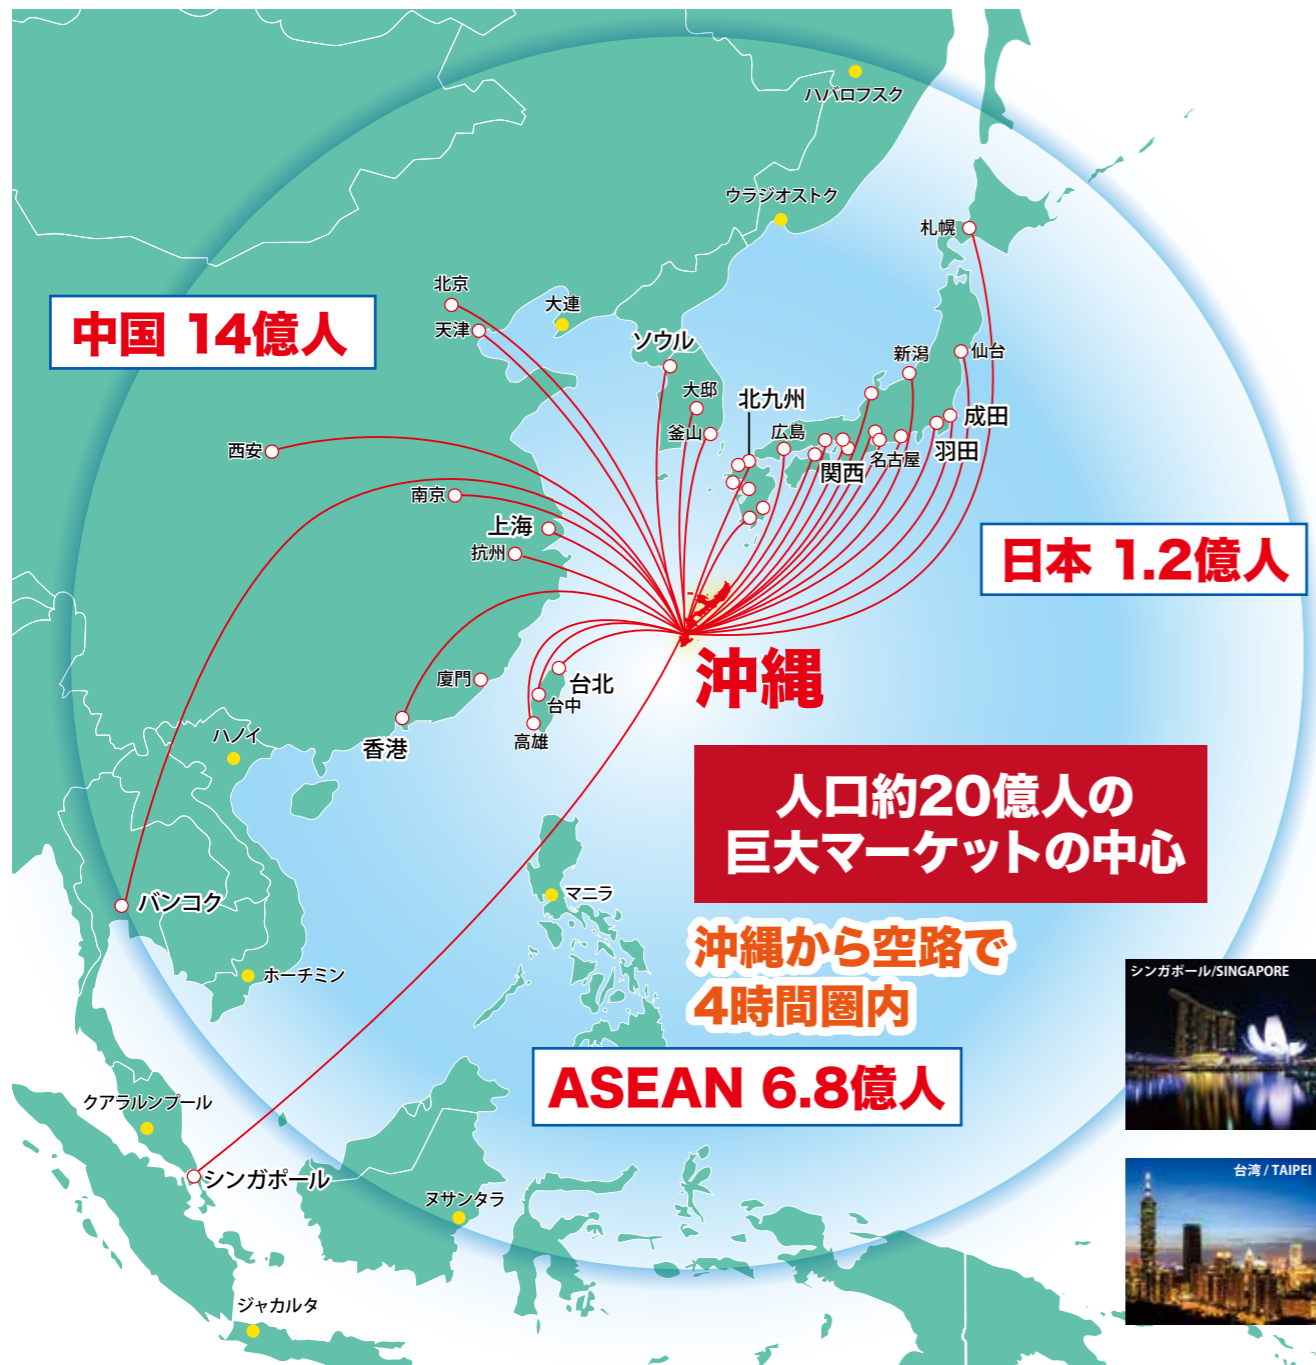 ハバロフスク
ウラジオストク
札幌
北京
大連
天津
中国 14億人
ソウル
新潟
仙台
大邱
北九州
成田
釜山
広島
羽田
西安
関西
名古屋
南京
上海
抗州
日本 1.2億人
沖縄
廈門
台北
台中
高雄
香港
ハノイ
人口約20億人の
巨大マーケットの中心
バンコク
マニラ
沖縄から空路で
4時間圏内
ホーチミン
シンガポール/SINGAPORE
ASEAN 6.8億人
クアラルンプール
シンガポール
ヌサンタラ
台湾 / TAIPEI
ジャカルタ